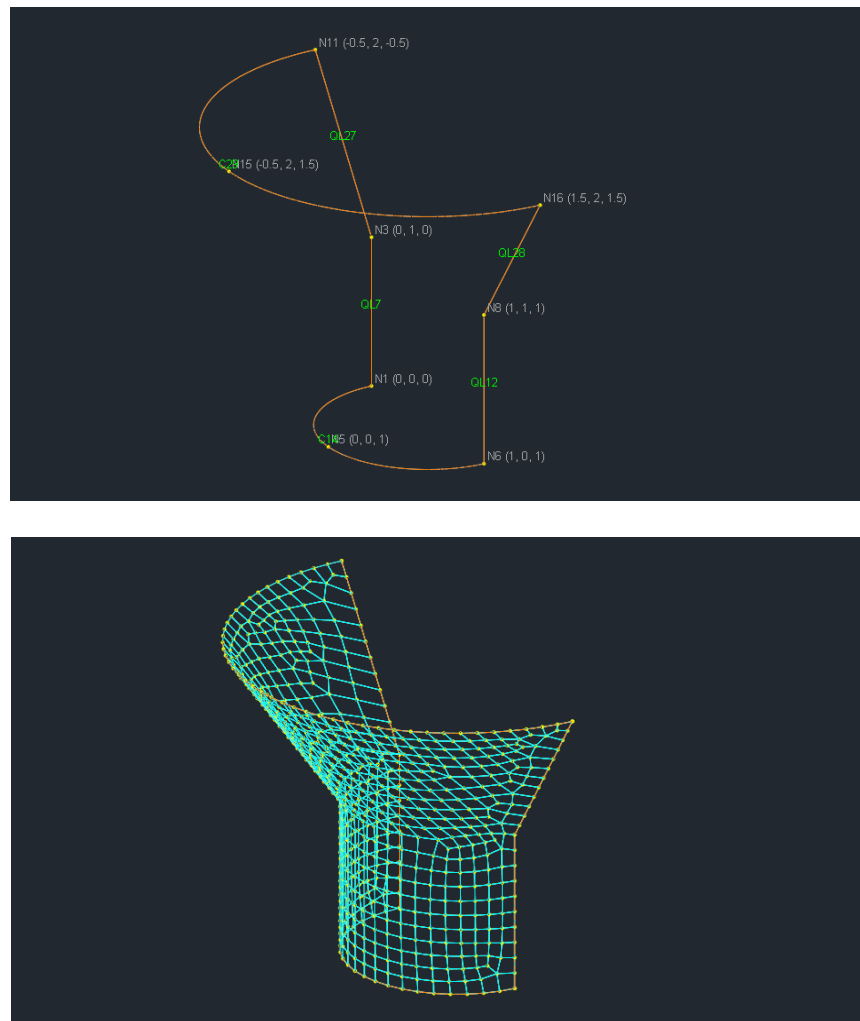 N11 (-0.5, 2, -0.5)
QL27
N15 (-0.5, 2, 1.5)
N16 (1.5, 2, 1.5)
N3 (0, 1, 0)
QL28
QL7
N8 (1, 1, 1)
N1 (0, 0, 0)
QL12
N5 (0, 0, 1)
N6 (1, 0, 1)